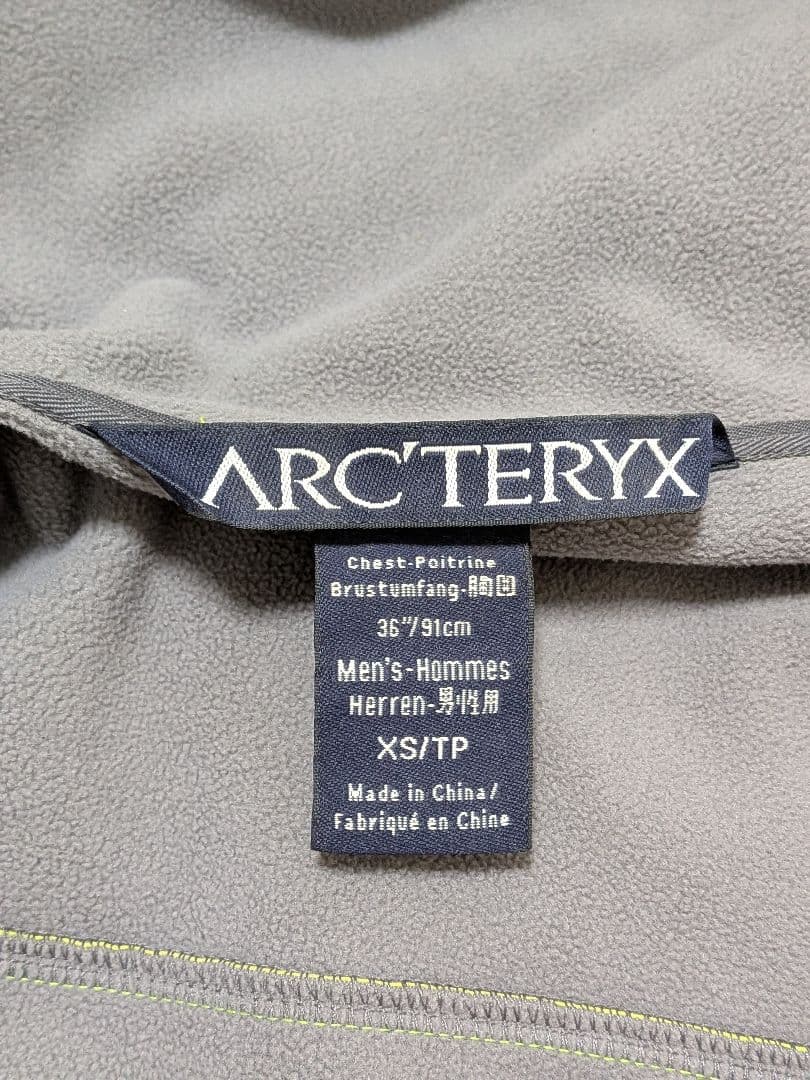 ARC'TERYX
Chest-Poitrine
Brustumfang-胸囲
36"/91cm
Men's-Hommes
Herren-男性用
XS/TP
Made in China/
Fabriqué en Chine